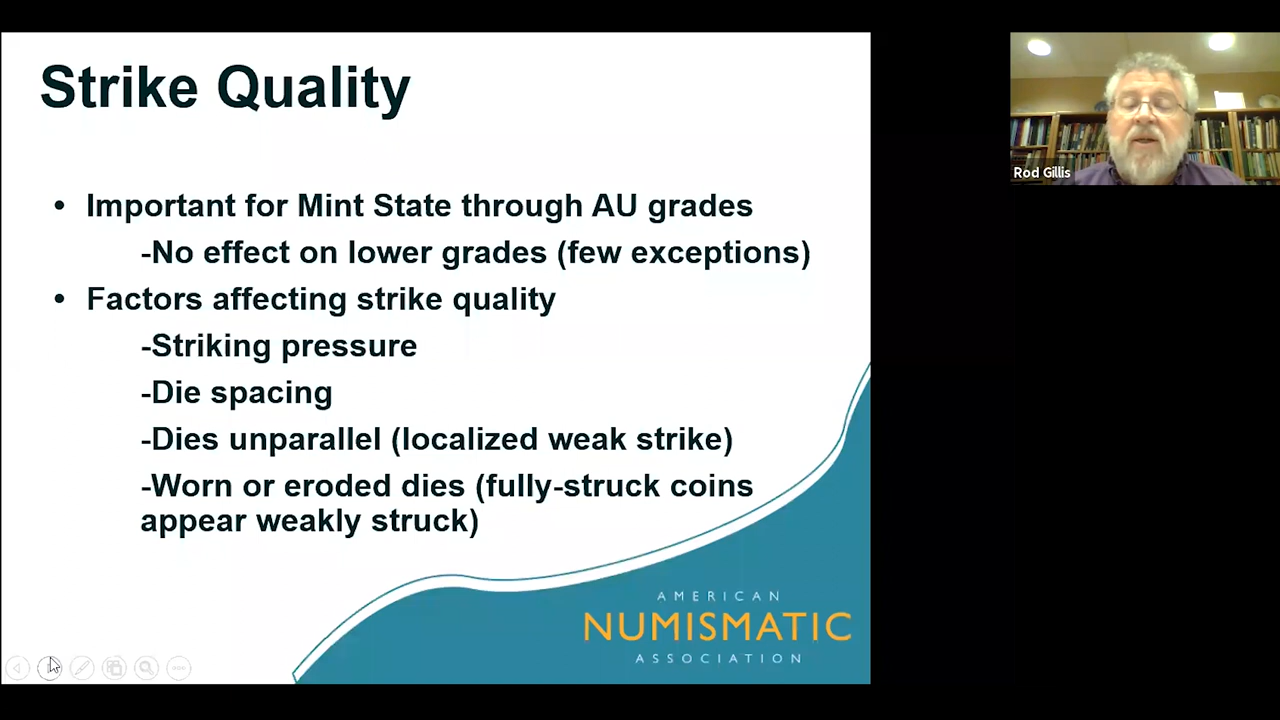 Strike Quality
• Important for Mint State through AU grades
-No effect on lower grades (few exceptions)
• Factors affecting strike quality
-Striking pressure
-Die spacing
-Dies unparallel (localized weak strike)
-Worn or eroded dies (fully-struck coins
appear weakly struck)
AMERICAN
NUMISMATIC
ASSOCIATION
Rod Gillis